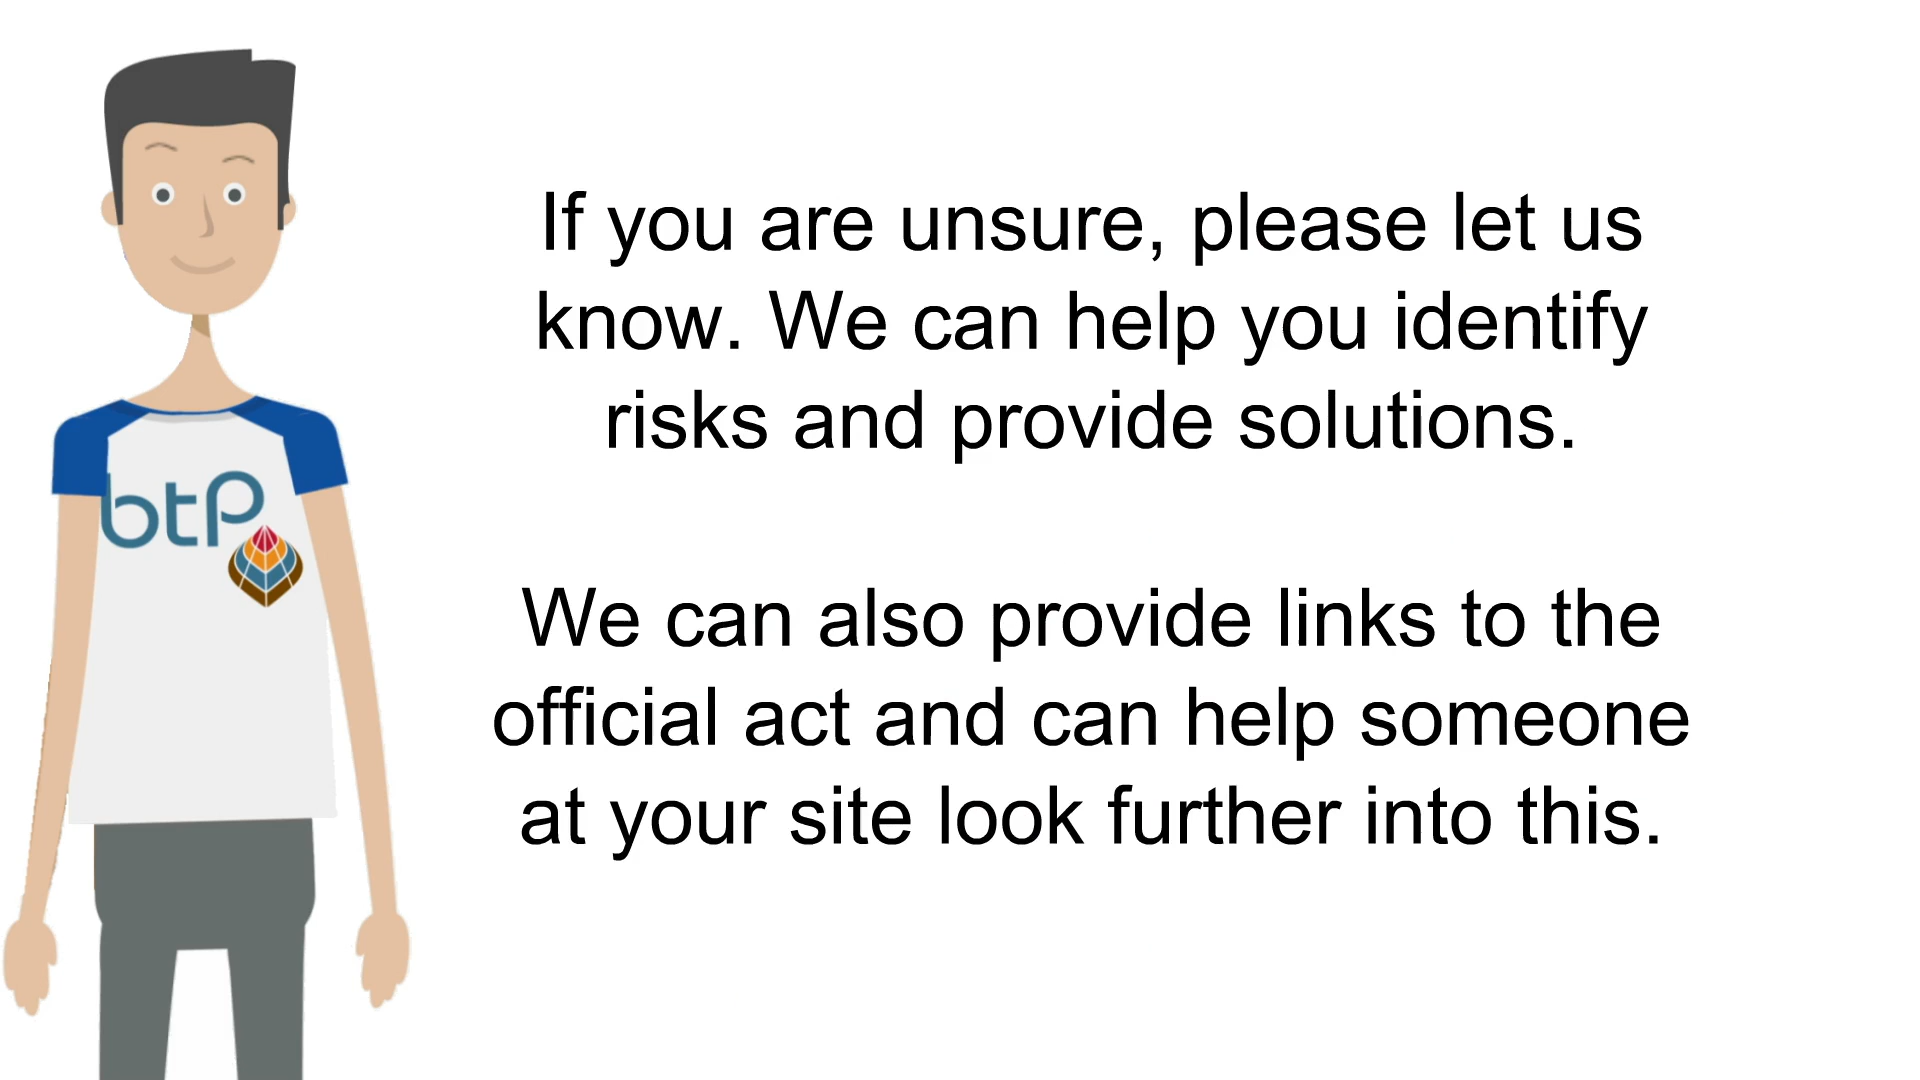 If you are unsure, please let us
know. We can help you identify
risks and provide solutions.
We can also provide links to the
official act and can help someone
at your site look further into this.
btp